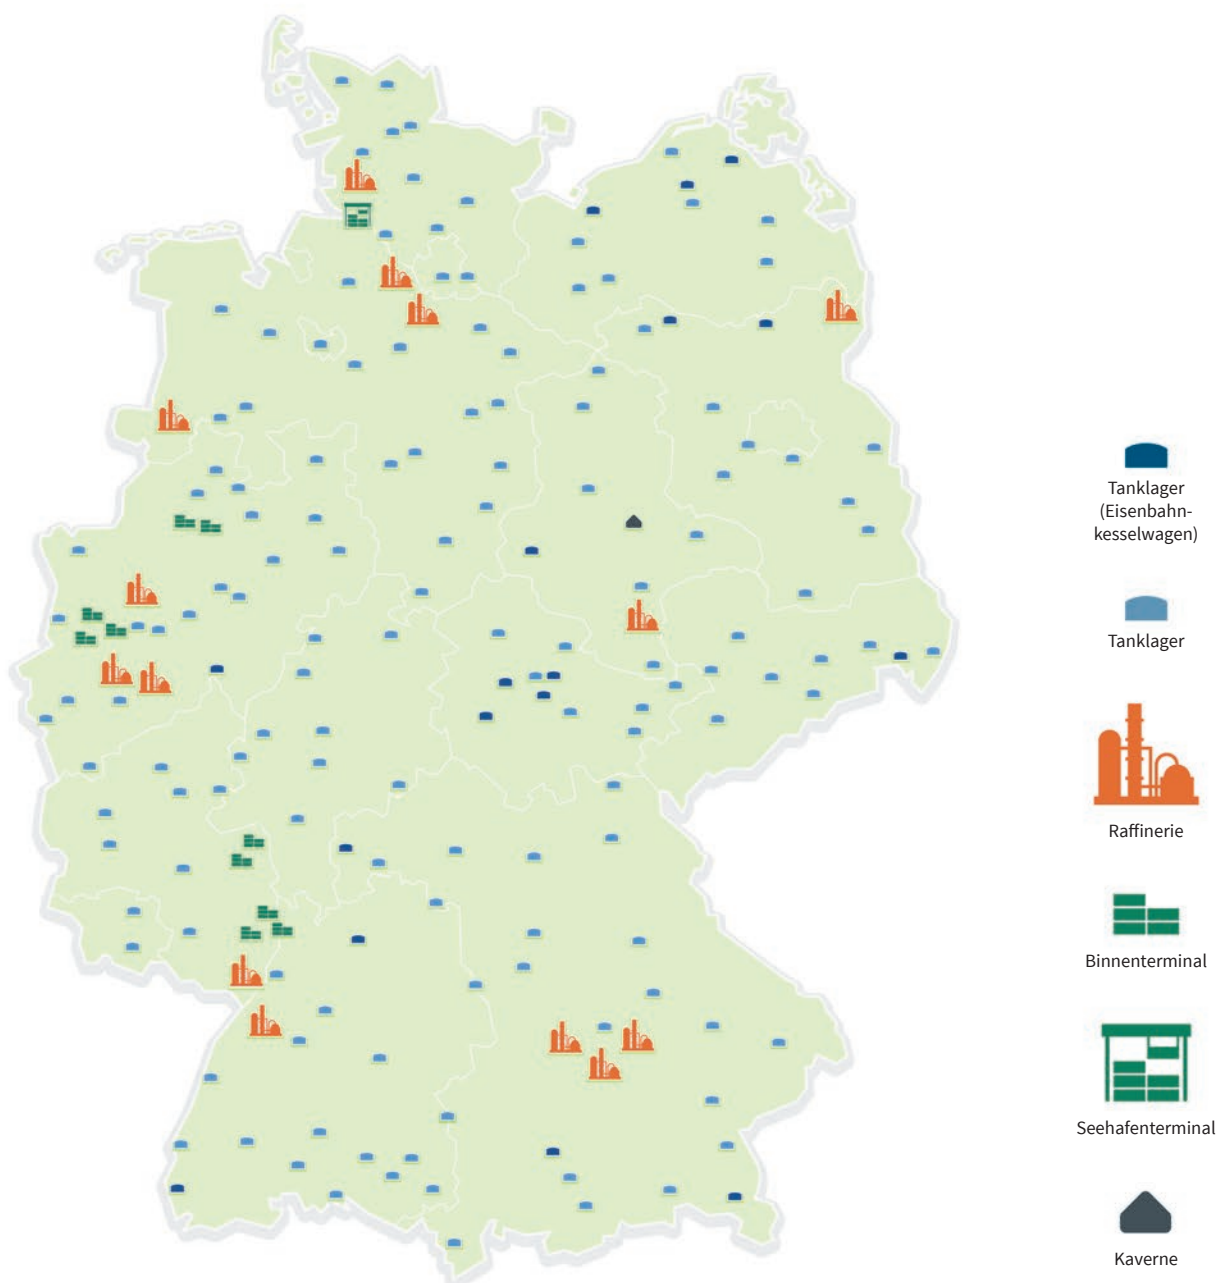 Tanklager
(Eisenbahn-
kesselwagen)
Tanklager
Raffinerie
Binnenterminal
Seehafenterminal
Kaverne